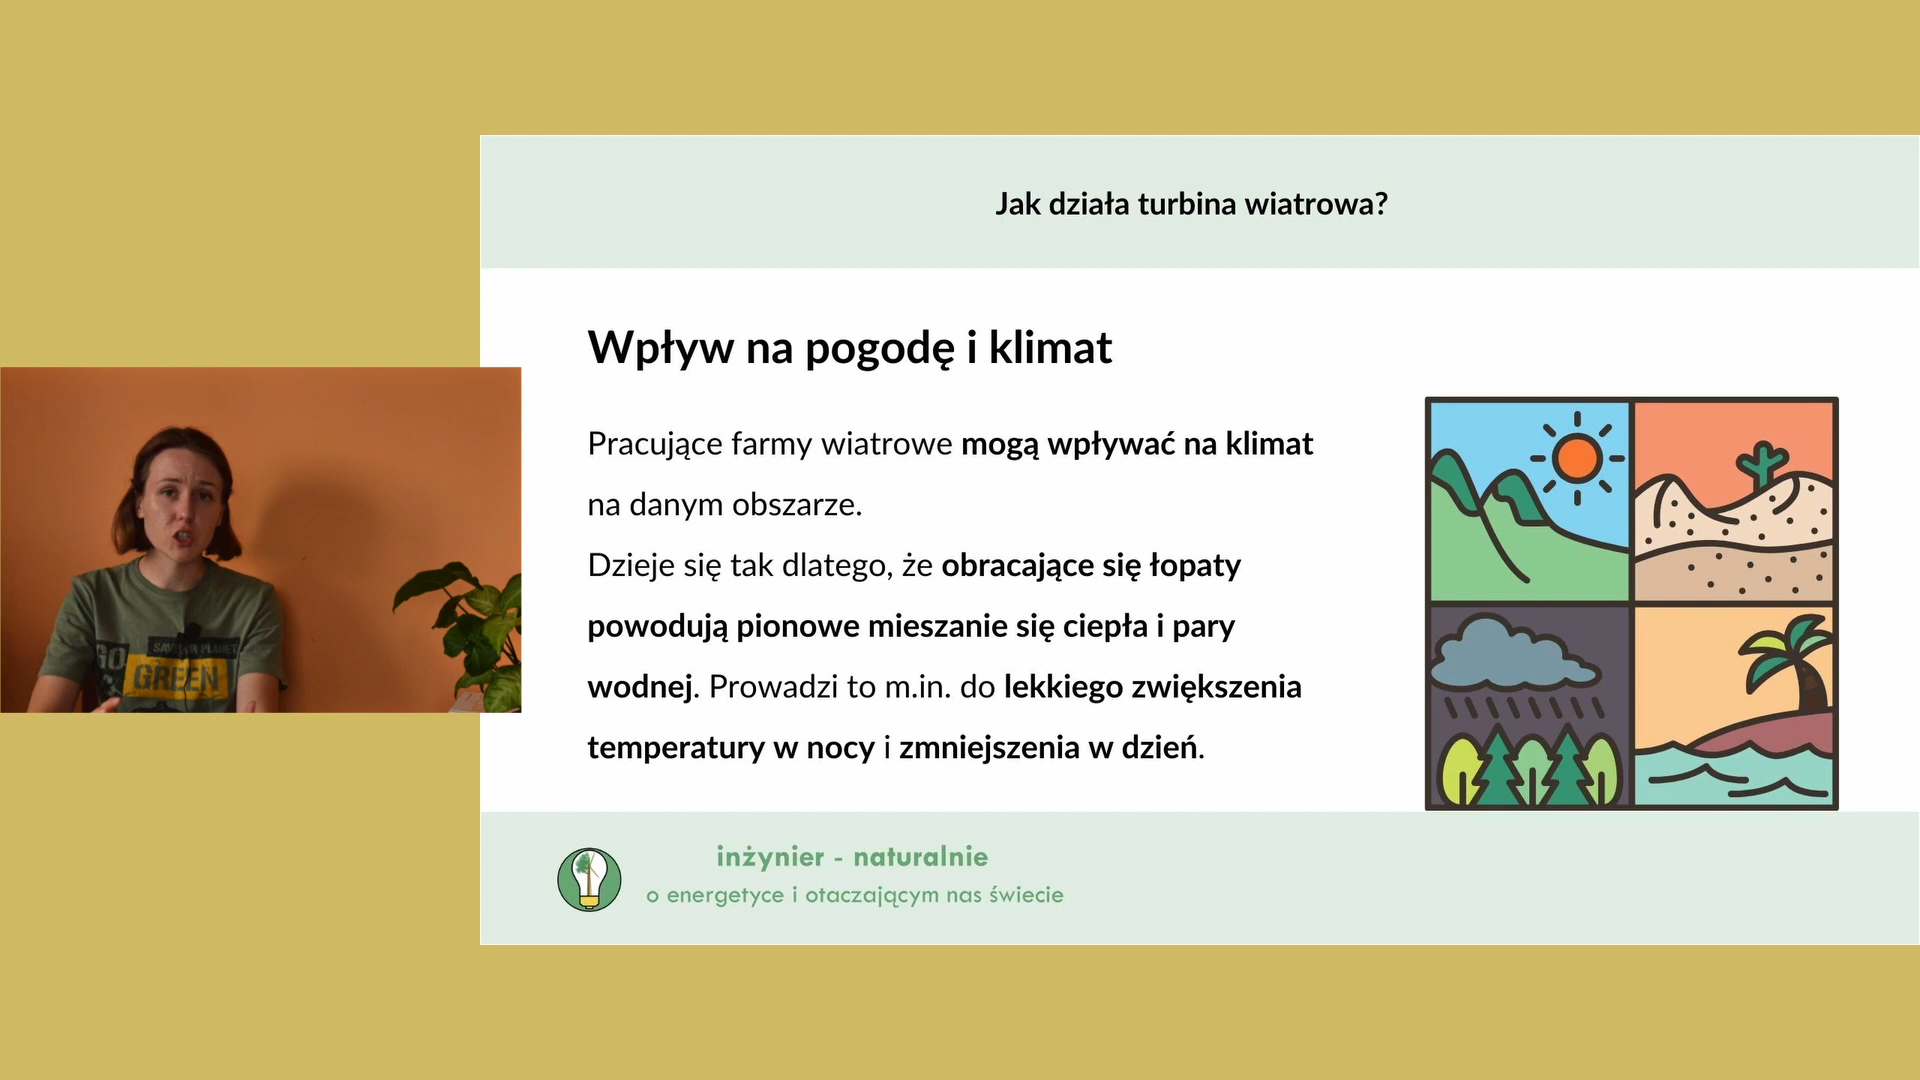 Jak działa turbina wiatrowa?
Wpływ na pogodę i klimat
Pracujące farmy wiatrowe mogą wpływać na klimat
na danym obszarze.
Dzieje się tak dlatego, że obracające się łopaty
powodują pionowe mieszanie się ciepła i pary
wodnej. Prowadzi to m.in. do lekkiego zwiększenia
temperatury w nocy i zmniejszenia w dzień.
GO
GREEN
PLANET
inżynier - naturalnie
o energetyce i otaczającym nas świecie